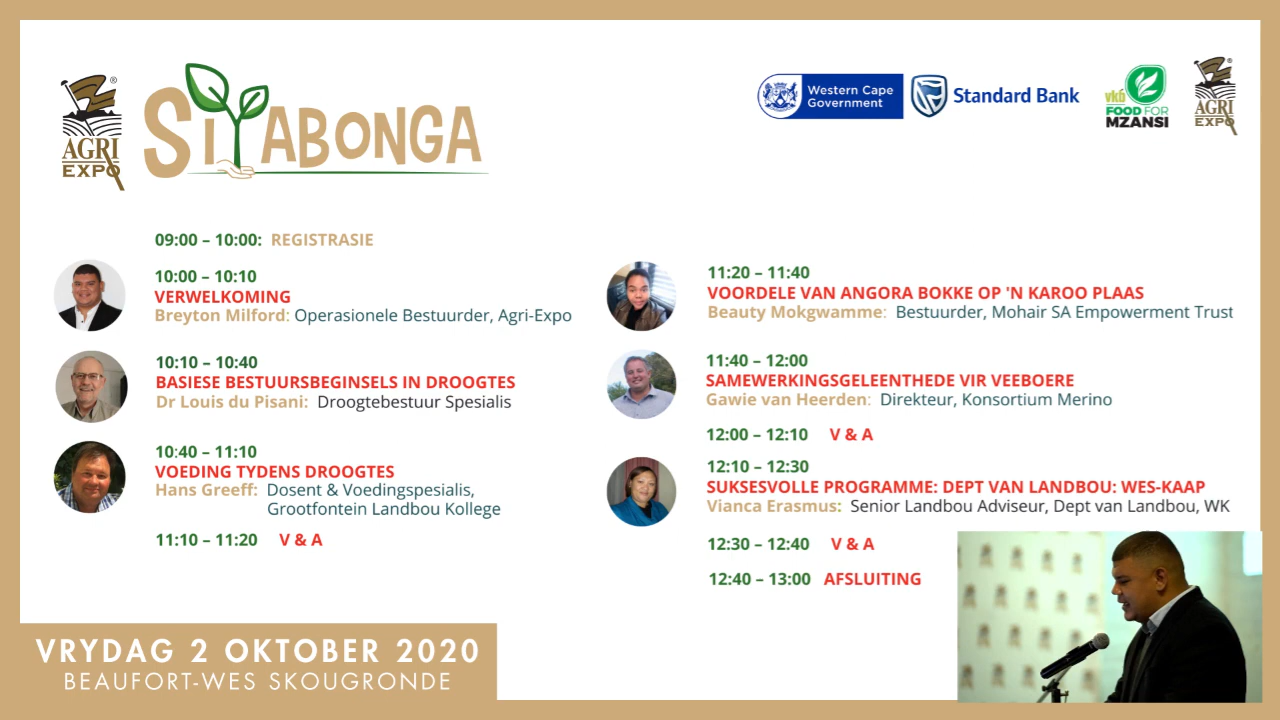 AGRI
EXPO
®
SIYABONGA
Western Cape
Government
Standard Bank
vkb
FOOD FOR
MZANSI
AGRI
EXPO
®
09:00 – 10:00: REGISTRASIE
10:00 – 10:10
VERWELKOMING
Breyton Milford: Operasionele Bestuurder, Agri-Expo
10:10 – 10:40
BASIESE BESTUURSBEGINSELS IN DROOGTES
Dr Louis du Pisani: Droogtebestuur Spesialis
10:40 – 11:10
VOEDING TYDENS DROOGTES
Hans Greeff: Dosent & Voedingspesialis,
Grootfontein Landbou Kollege
11:10 – 11:20 V & A
11:20 – 11:40
VOORDELE VAN ANGORA BOKKE OP 'N KAROO PLAAS
Beauty Mokgwamme: Bestuurder, Mohair SA Empowerment Trust
11:40 – 12:00
SAMEWERKINGSGELEENTHEDE VIR VEEBOERE
Gawie van Heerden: Direkteur, Konsortium Merino
12:00 – 12:10 V & A
12:10 – 12:30
SUKSESVOLLE PROGRAMME: DEPT VAN LANDBOU: WES-KAAP
Vianca Erasmus: Senior Landbou Adviseur, Dept van Landbou, WK
12:30 – 12:40 V & A
12:40 – 13:00 AFSLUITING
VRYDAG 2 OKTOBER 2020
BEAUFORT-WES SKOUGRONDE